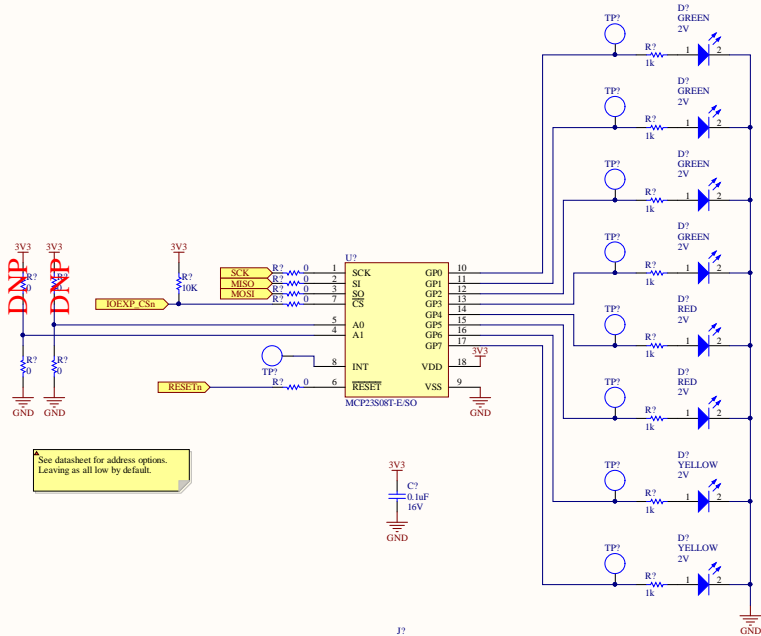 D?
GREEN
2V
TP?
R?
1k
1
2
D?
GREEN
2V
TP?
R?
1k
1
2
D?
GREEN
2V
TP?
R?
1k
1
2
D?
GREEN
2V
TP?
R?
1k
1
2
D?
RED
2V
TP?
R?
1k
1
2
D?
RED
2V
TP?
R?
1k
1
2
D?
YELLOW
2V
TP?
R?
1k
1
2
D?
YELLOW
2V
TP?
R?
1k
1
2
GND
3V3
3V3
3V3
DNP
R?
0
DNP
R?
0
R?
10K
IOEXP_CSn
SCK
R? 0
MISO
R? 0
MOSI
R? 0
R? 0
R?
0
R?
0
GND
GND
TP?
RESETn
R? 0
U?
1 SCK
2 SI
3 SO
7 CS
5 A0
4 A1
8 INT
6 RESET
GP0 10
GP1 11
GP2 12
GP3 13
GP4 14
GP5 15
GP6 16
GP7 17
VDD 18
3V3
VSS 9
GND
MCP23S08T-E/SO
See datasheet for address options.
Leaving as all low by default.
3V3
C?
0.1uF
16V
GND
J?